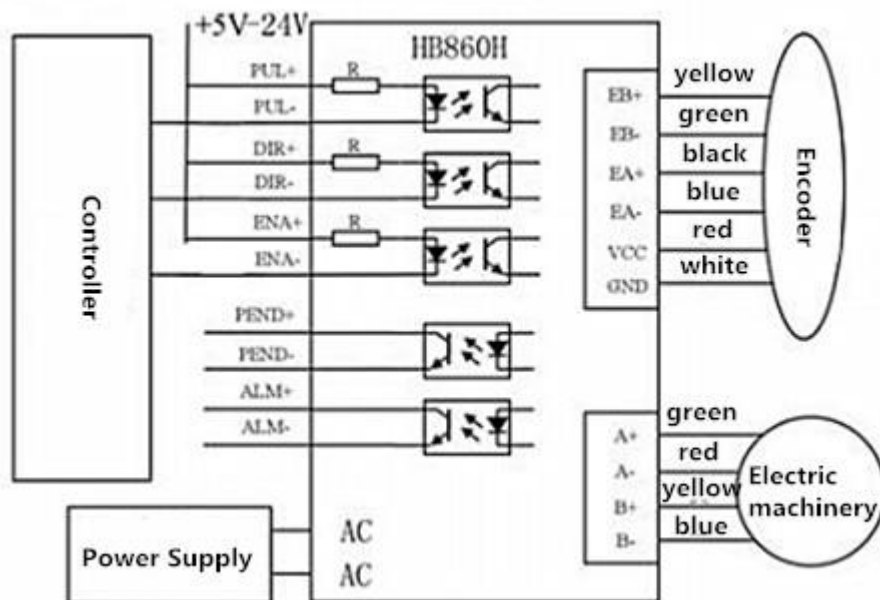 +5V-24V
HB860H
Controller
PUL+
R
PUL-
DIR+
R
DIR-
ENA+
R
ENA-
PEND+
PEND-
ALM+
ALM-
AC
AC
Power Supply
EB+
yellow
EB-
green
EA+
black
EA-
blue
VCC
red
GND
white
Encoder
A+
green
A-
red
B+
yellow
B-
blue
Electric
machinery